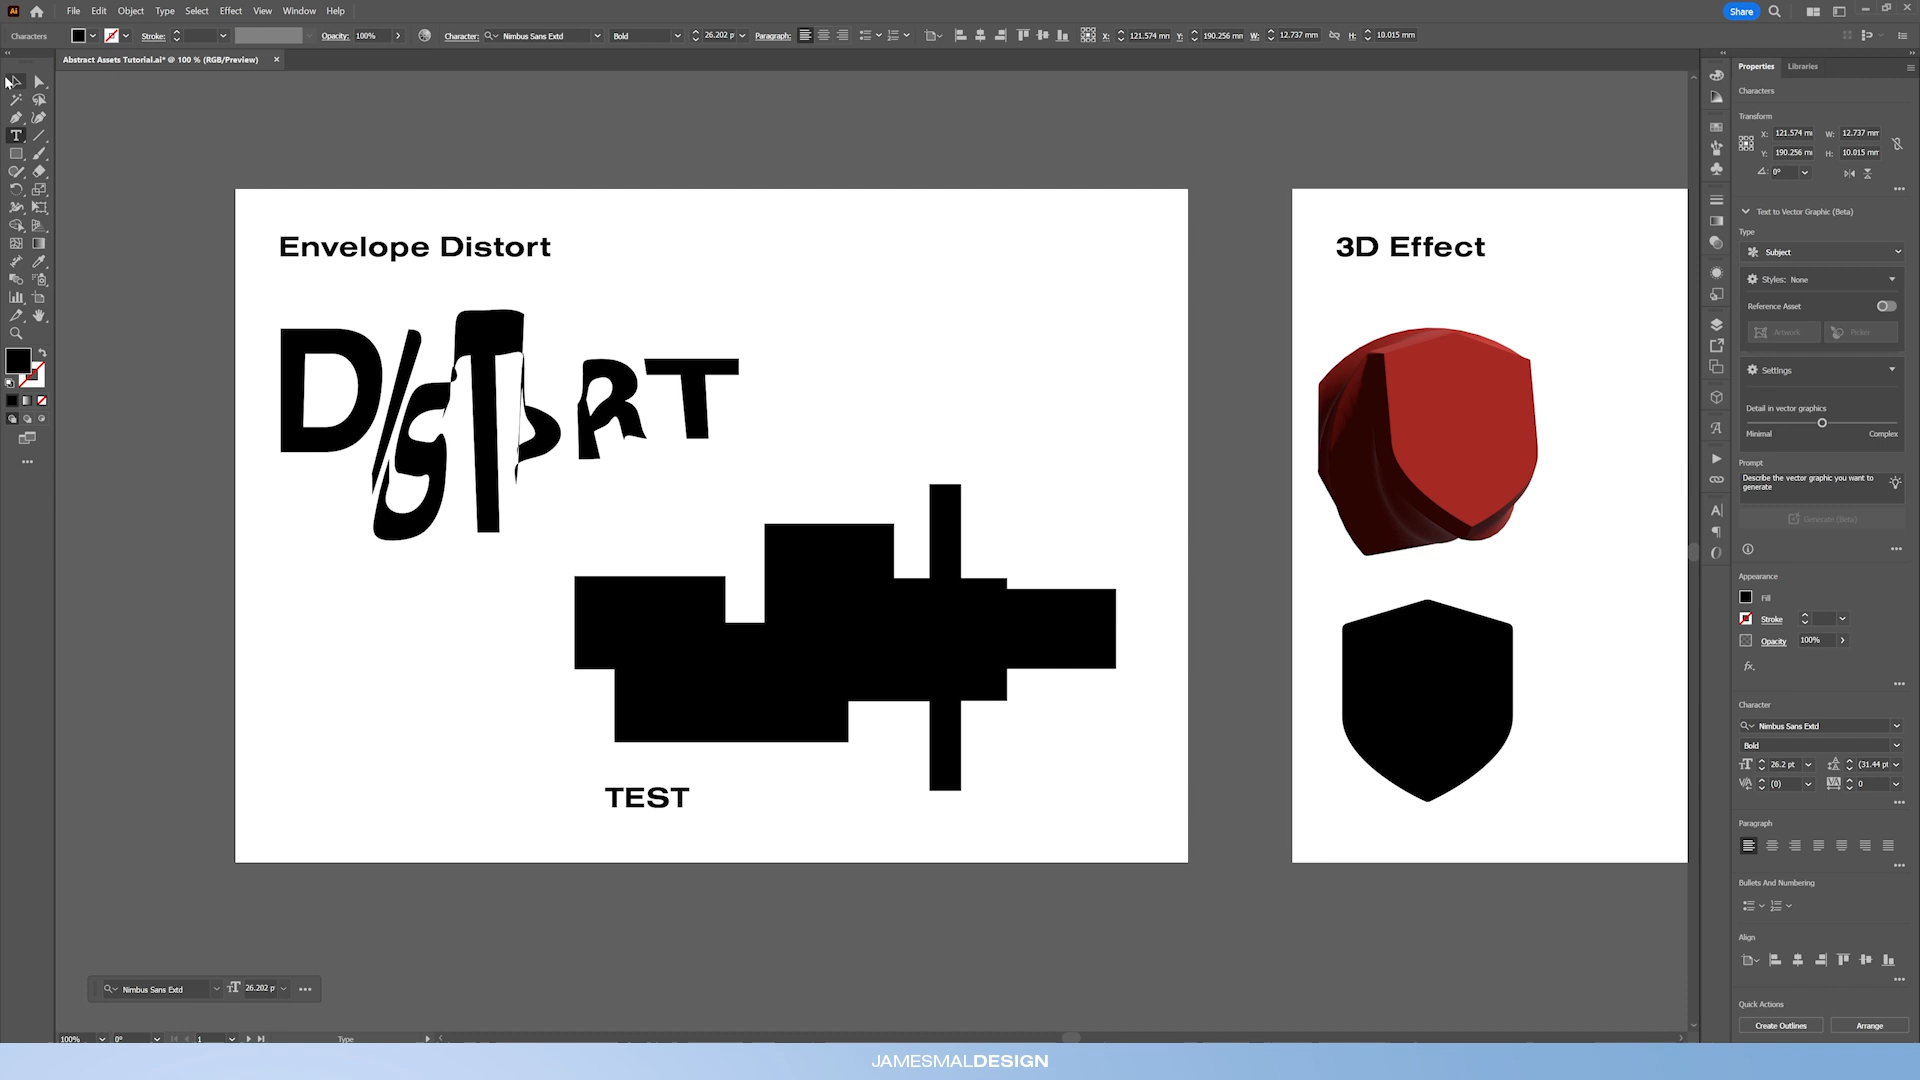 File Edit Object Type Select Effect View Window Help
Share
Characters Stroke: Opacity: 100% Character: Nimbus Sans Extd Bold 26.202 p Paragraph: X: 121.574 mm Y: 190.256 mm W: 12.737 mm H: 10.015 mm
Abstract Assets Tutorial.ai* @ 100 % (RGB/Preview)
Envelope Distort
DISTORT
TEST
3D Effect
Nimbus Sans Extd 26.202 p
100% 0° 1 Type
Properties Libraries
Characters
Transform
X: 121.574 m W: 12.737 mm
Y: 190.256 m H: 10.015 mm
0°
Text to Vector Graphic (Beta)
Type
Subject
Styles: None
Reference Asset
Artwork Picker
Settings
Detail in vector graphics
Minimal Complex
Prompt
Describe the vector graphic you want to
generate
Generate (Beta)
Appearance
Fill
Stroke
Opacity 100%
fx.
Character
Nimbus Sans Extd
Bold
26.2 pt (31.44 pt
(0) 0
Paragraph
Bullets And Numbering
Align
Quick Actions
Create Outlines Arrange
JAMESMALDESIGN